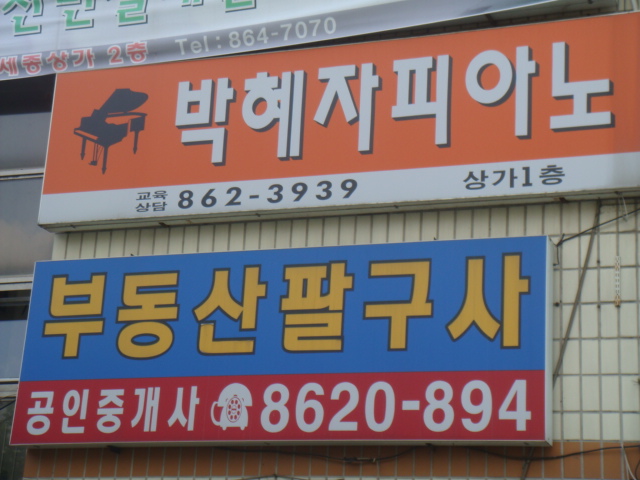 세종상가 2층 Tel:864-7070
박혜자피아노
교육
상담 862-3939 상가1층
부동산팔구사
공인중개사 8620-894